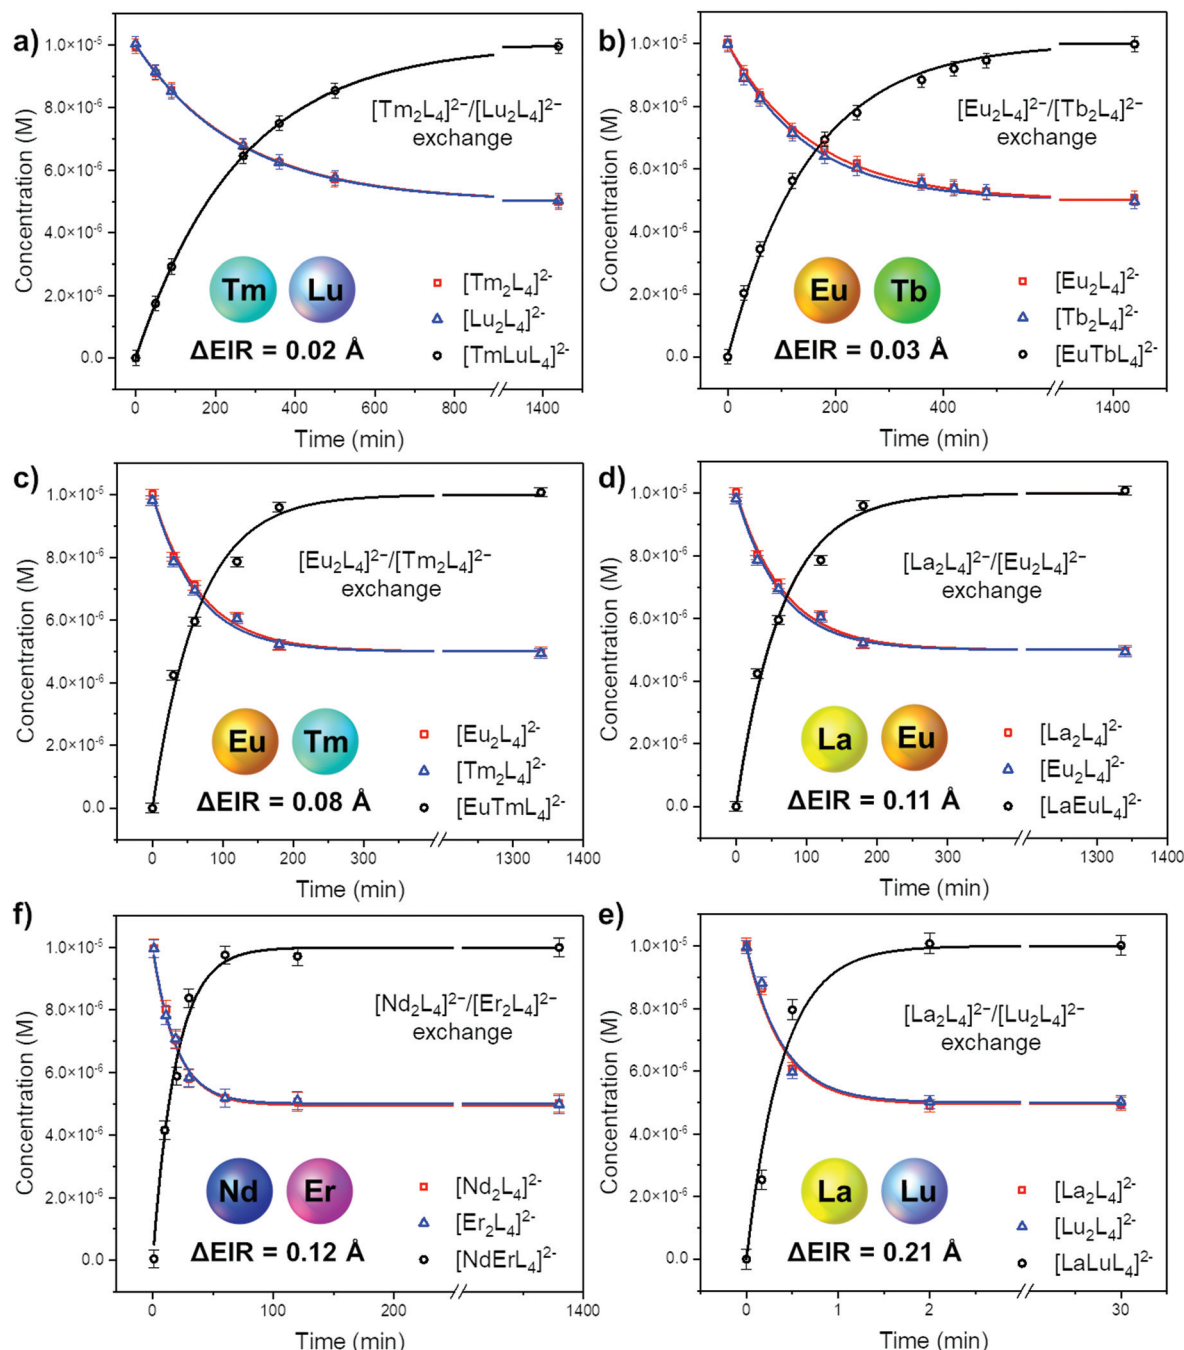 a)
Concentration (M)
1.0×10⁻⁵
8.0×10⁻⁶
6.0×10⁻⁶
4.0×10⁻⁶
2.0×10⁻⁶
0.0
[Tm₂L₄]²⁻/[Lu₂L₄]²⁻
exchange
Tm Lu
ΔEIR = 0.02 Å
[Tm₂L₄]²⁻
[Lu₂L₄]²⁻
[TmLuL₄]²⁻
0 200 400 600 800 1400
Time (min)
b)
Concentration (M)
1.0×10⁻⁵
8.0×10⁻⁶
6.0×10⁻⁶
4.0×10⁻⁶
2.0×10⁻⁶
0.0
[Eu₂L₄]²⁻/[Tb₂L₄]²⁻
exchange
Eu Tb
ΔEIR = 0.03 Å
[Eu₂L₄]²⁻
[Tb₂L₄]²⁻
[EuTbL₄]²⁻
0 200 400 1400
Time (min)
c)
Concentration (M)
1.0×10⁻⁵
8.0×10⁻⁶
6.0×10⁻⁶
4.0×10⁻⁶
2.0×10⁻⁶
0.0
[Eu₂L₄]²⁻/[Tm₂L₄]²⁻
exchange
Eu Tm
ΔEIR = 0.08 Å
[Eu₂L₄]²⁻
[Tm₂L₄]²⁻
[EuTmL₄]²⁻
0 100 200 300 1300 1400
Time (min)
d)
Concentration (M)
1.0×10⁻⁵
8.0×10⁻⁶
6.0×10⁻⁶
4.0×10⁻⁶
2.0×10⁻⁶
0.0
[La₂L₄]²⁻/[Eu₂L₄]²⁻
exchange
La Eu
ΔEIR = 0.11 Å
[La₂L₄]²⁻
[Eu₂L₄]²⁻
[LaEuL₄]²⁻
0 100 200 300 1300 1400
Time (min)
f)
Concentration (M)
1.0×10⁻⁵
8.0×10⁻⁶
6.0×10⁻⁶
4.0×10⁻⁶
2.0×10⁻⁶
0.0
[Nd₂L₄]²⁻/[Er₂L₄]²⁻
exchange
Nd Er
ΔEIR = 0.12 Å
[Nd₂L₄]²⁻
[Er₂L₄]²⁻
[NdErL₄]²⁻
0 100 200 1400
Time (min)
e)
Concentration (M)
1.0×10⁻⁵
8.0×10⁻⁶
6.0×10⁻⁶
4.0×10⁻⁶
2.0×10⁻⁶
0.0
[La₂L₄]²⁻/[Lu₂L₄]²⁻
exchange
La Lu
ΔEIR = 0.21 Å
[La₂L₄]²⁻
[Lu₂L₄]²⁻
[LaLuL₄]²⁻
0 1 2 30
Time (min)